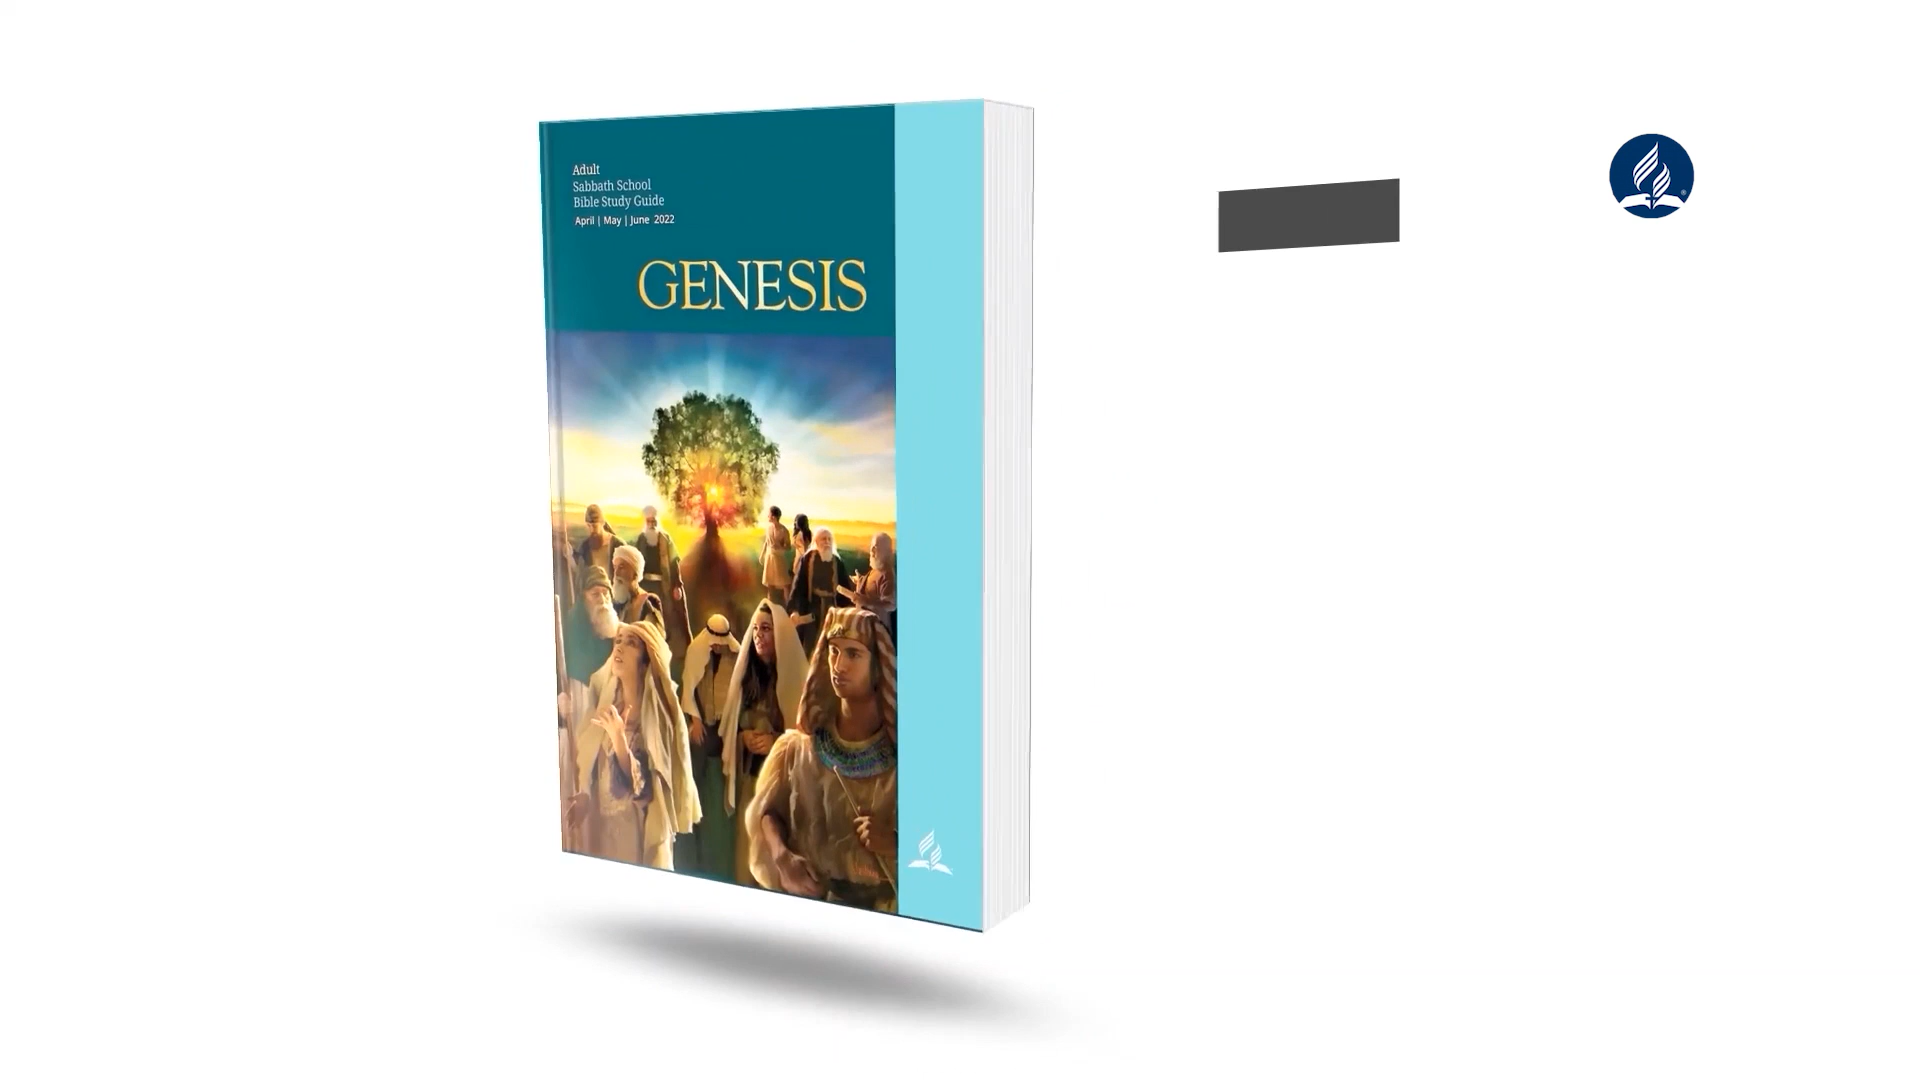 Adult
Sabbath School
Bible Study Guide
April | May | June 2022
GENESIS